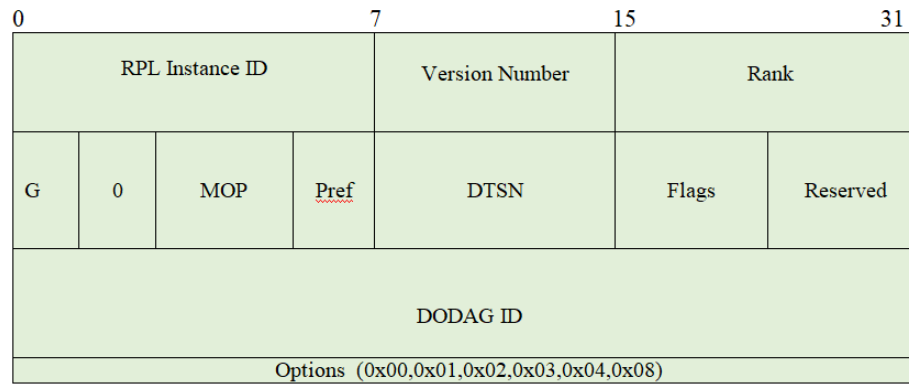 0 7 15 31
RPL Instance ID Version Number Rank
G 0 MOP Pref DTSN Flags Reserved
DODAG ID
Options (0x00,0x01,0x02,0x03,0x04,0x08)